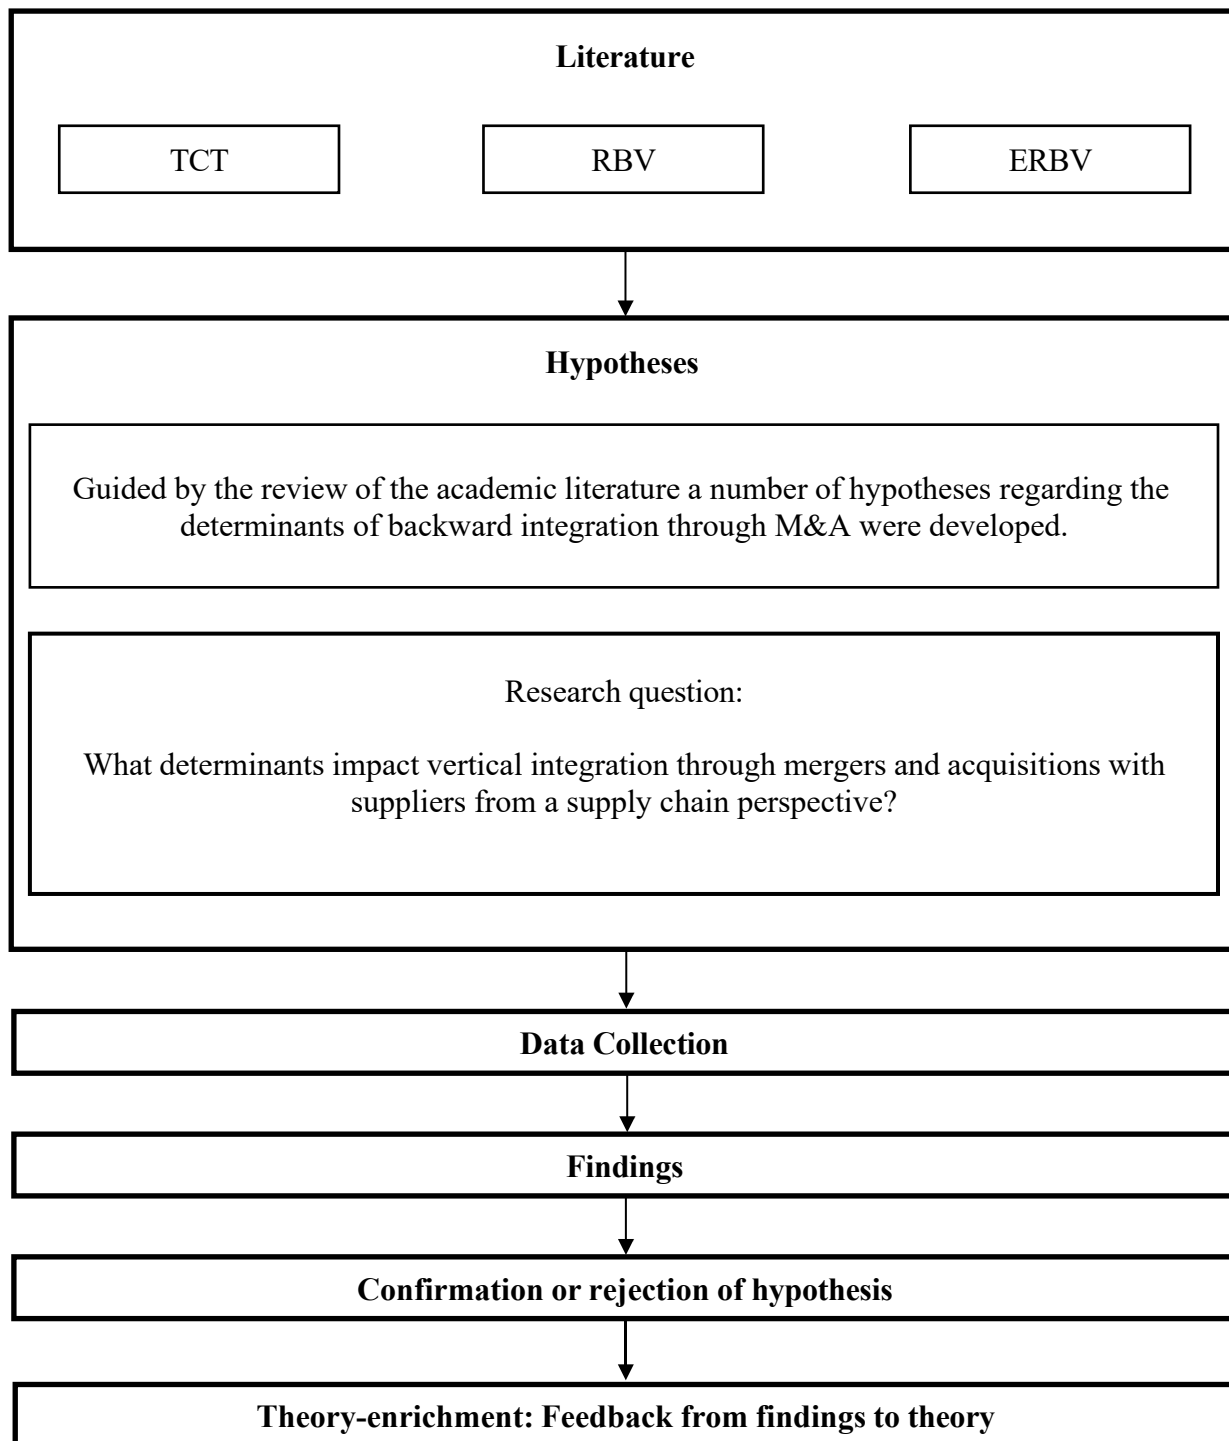 Literature
TCT
RBV
ERBV
Hypotheses
Guided by the review of the academic literature a number of hypotheses regarding the
determinants of backward integration through M&A were developed.
Research question:
What determinants impact vertical integration through mergers and acquisitions with
suppliers from a supply chain perspective?
Data Collection
Findings
Confirmation or rejection of hypothesis
Theory-enrichment: Feedback from findings to theory